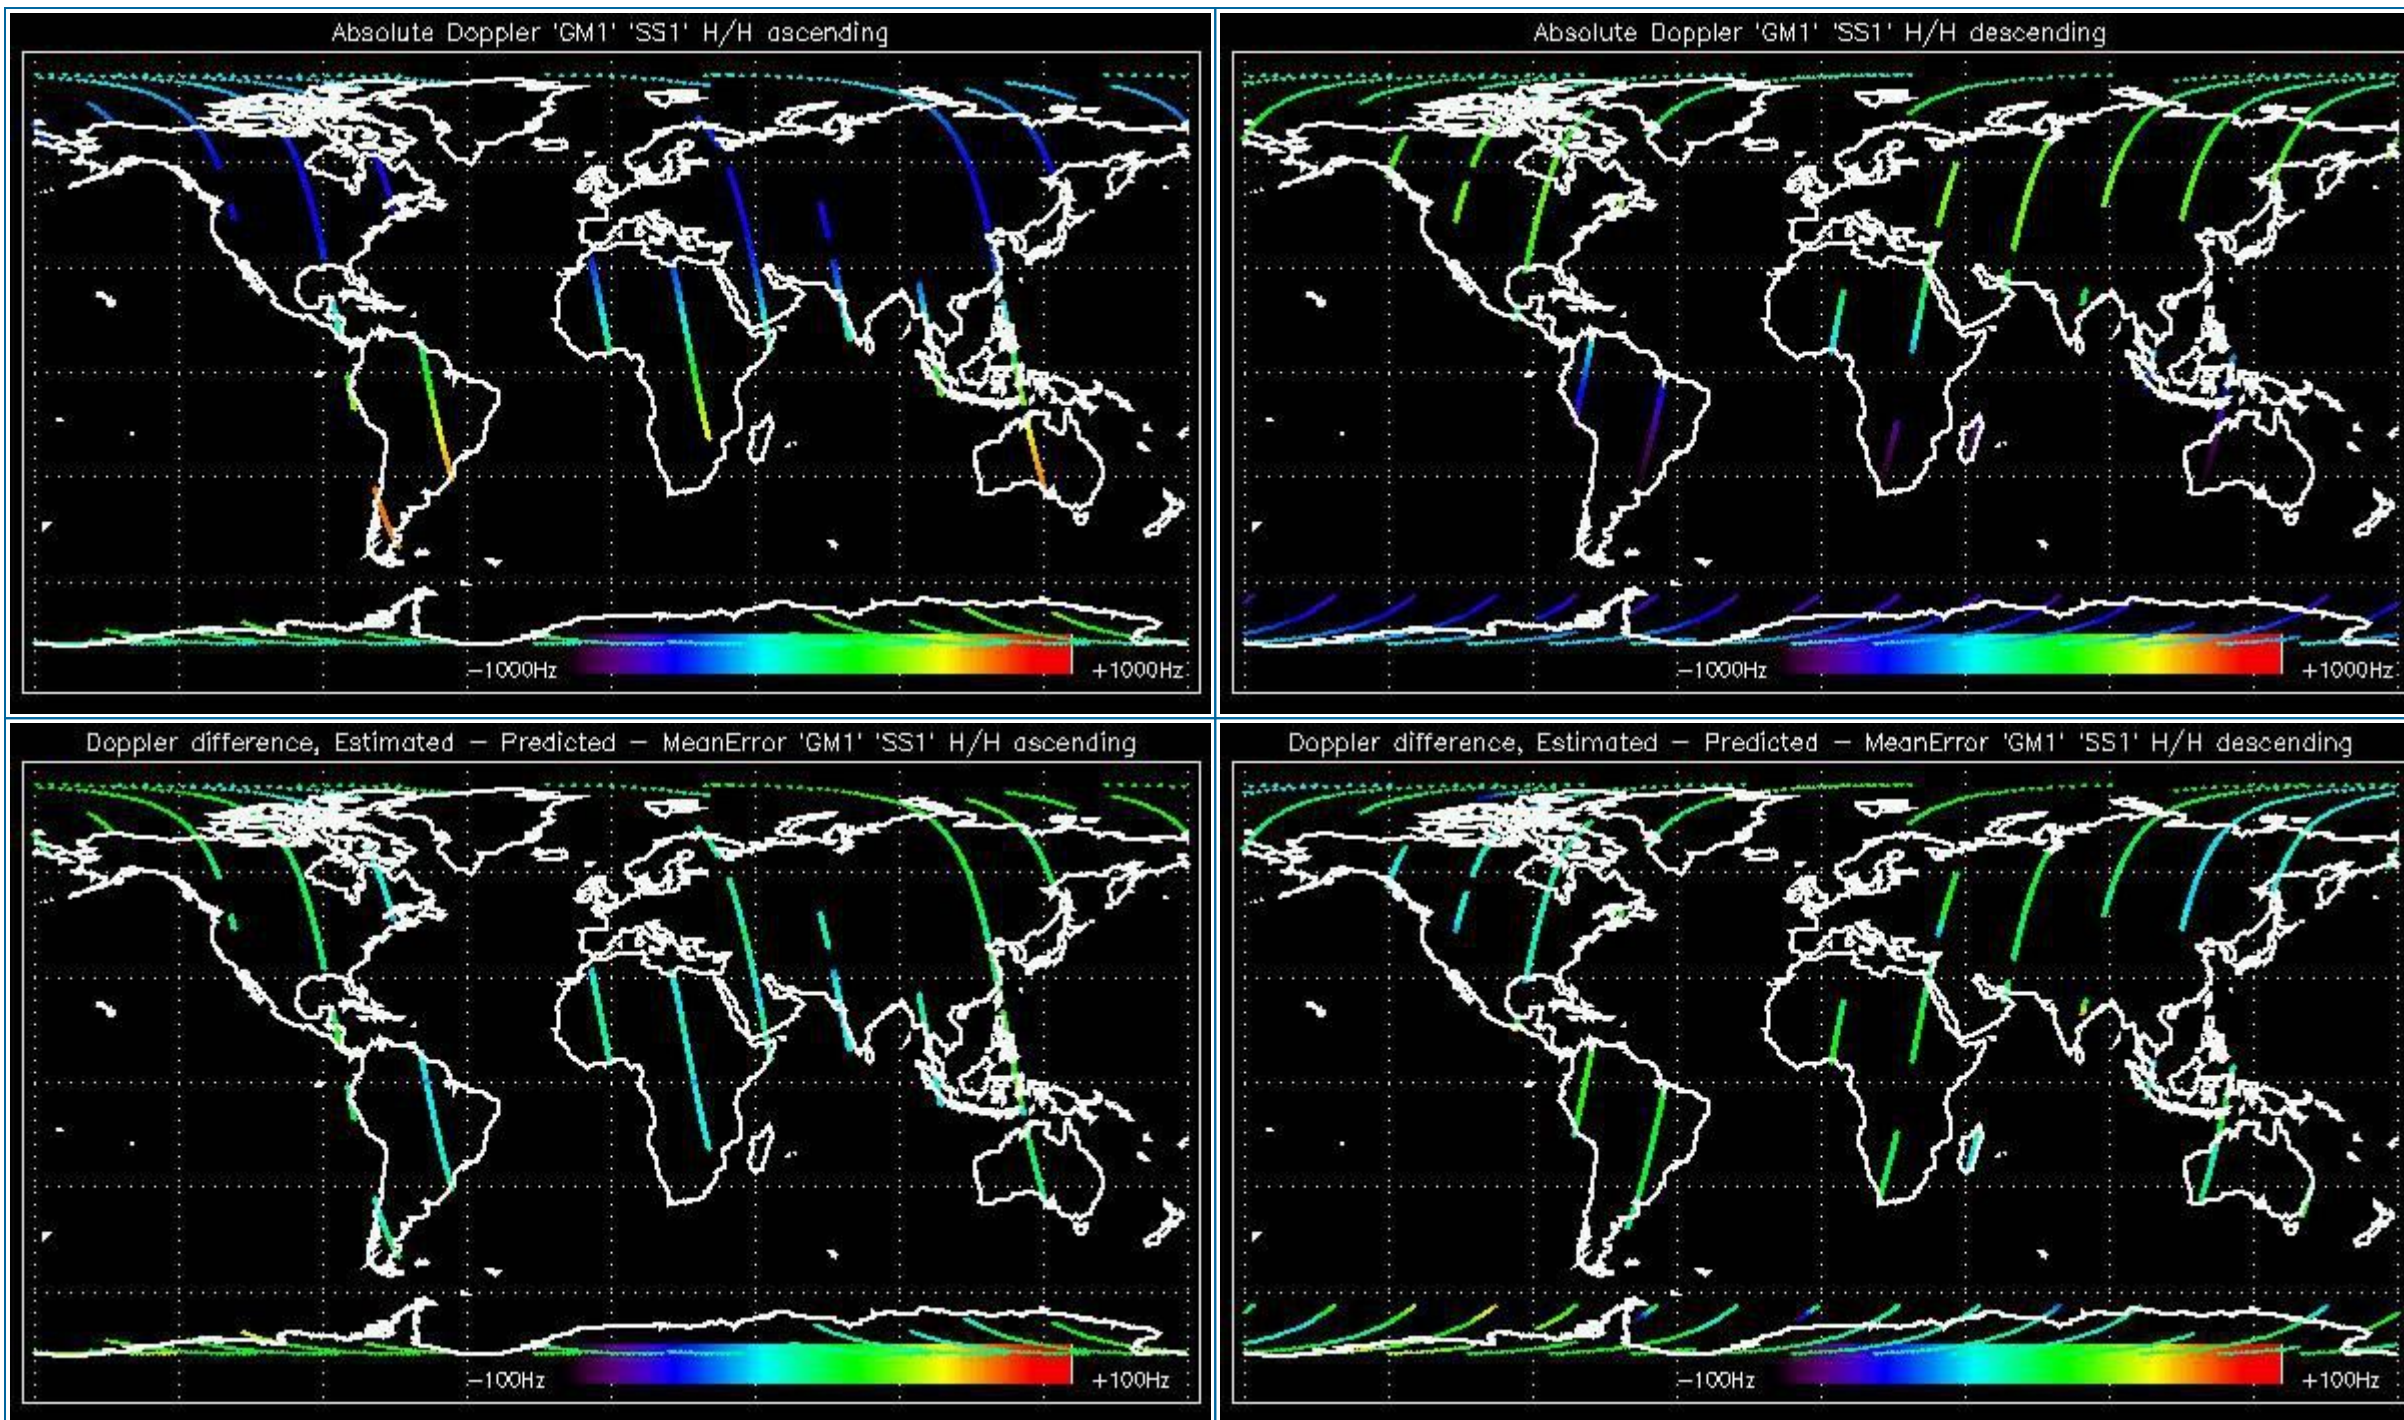 Absolute Doppler 'GM1' 'SS1' H/H ascending
−1000Hz
+1000Hz
Absolute Doppler 'GM1' 'SS1' H/H descending
−1000Hz
+1000Hz
Doppler difference, Estimated − Predicted − MeanError 'GM1' 'SS1' H/H ascending
−100Hz
+100Hz
Doppler difference, Estimated − Predicted − MeanError 'GM1' 'SS1' H/H descending
−100Hz
+100Hz